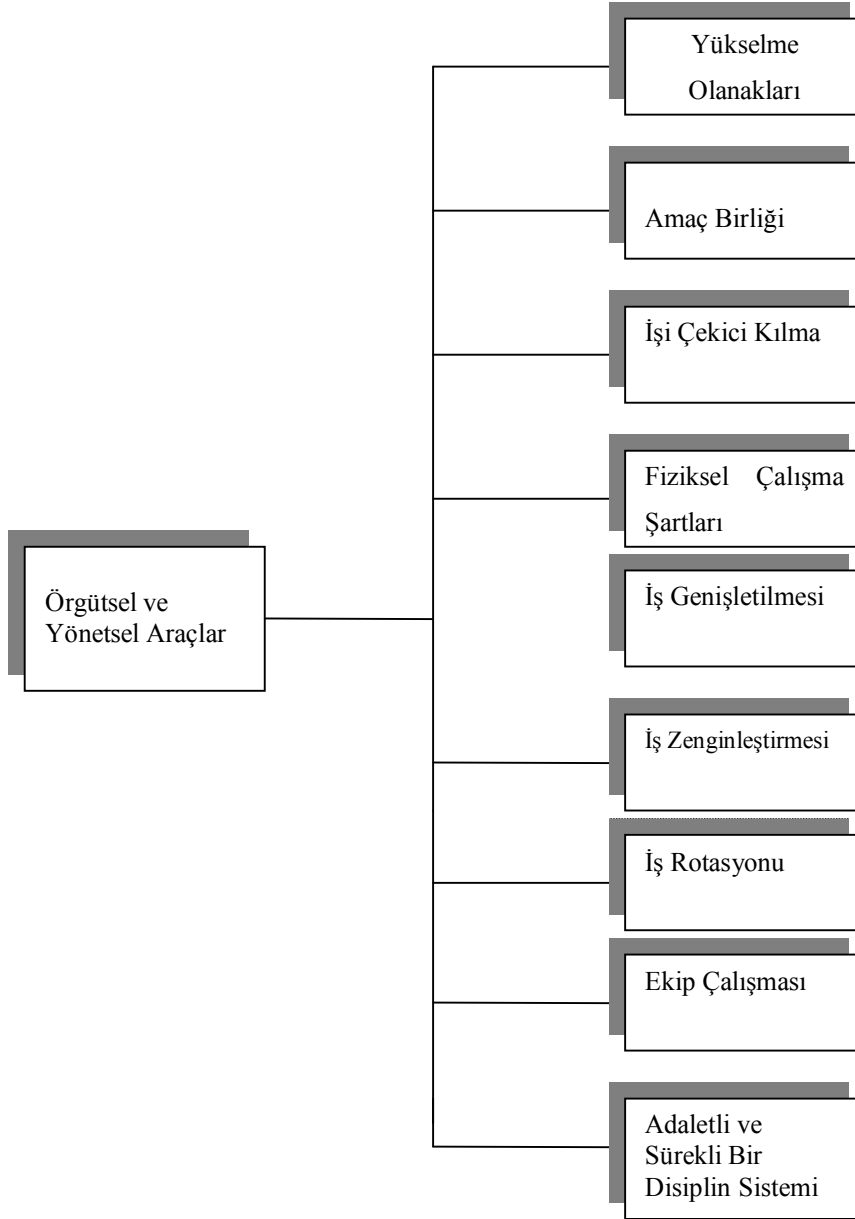 Yükselme
Olanakları
Amaç Birliği
İşi Çekici Kılma
Fiziksel Çalışma
Şartları
Örgütsel ve
Yönetsel Araçlar
İş Genişletilmesi
İş Zenginleştirmesi
İş Rotasyonu
Ekip Çalışması
Adaletli ve
Sürekli Bir
Disiplin Sistemi